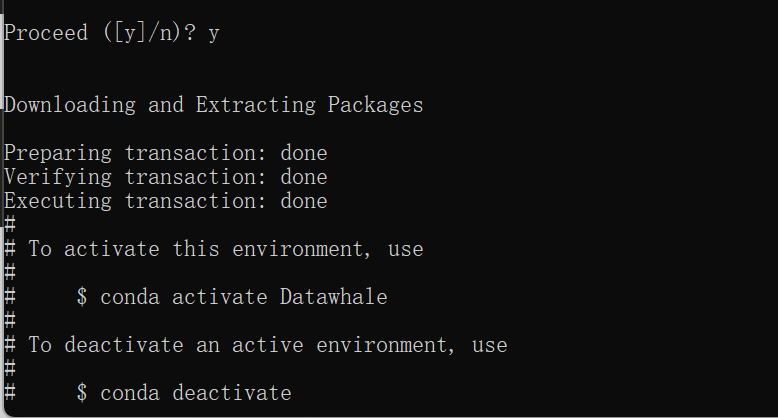 Proceed ([y]/n)? y
Downloading and Extracting Packages
Preparing transaction: done
Verifying transaction: done
Executing transaction: done
#
# To activate this environment, use
#
#     $ conda activate Datawhale
#
# To deactivate an active environment, use
#
#     $ conda deactivate